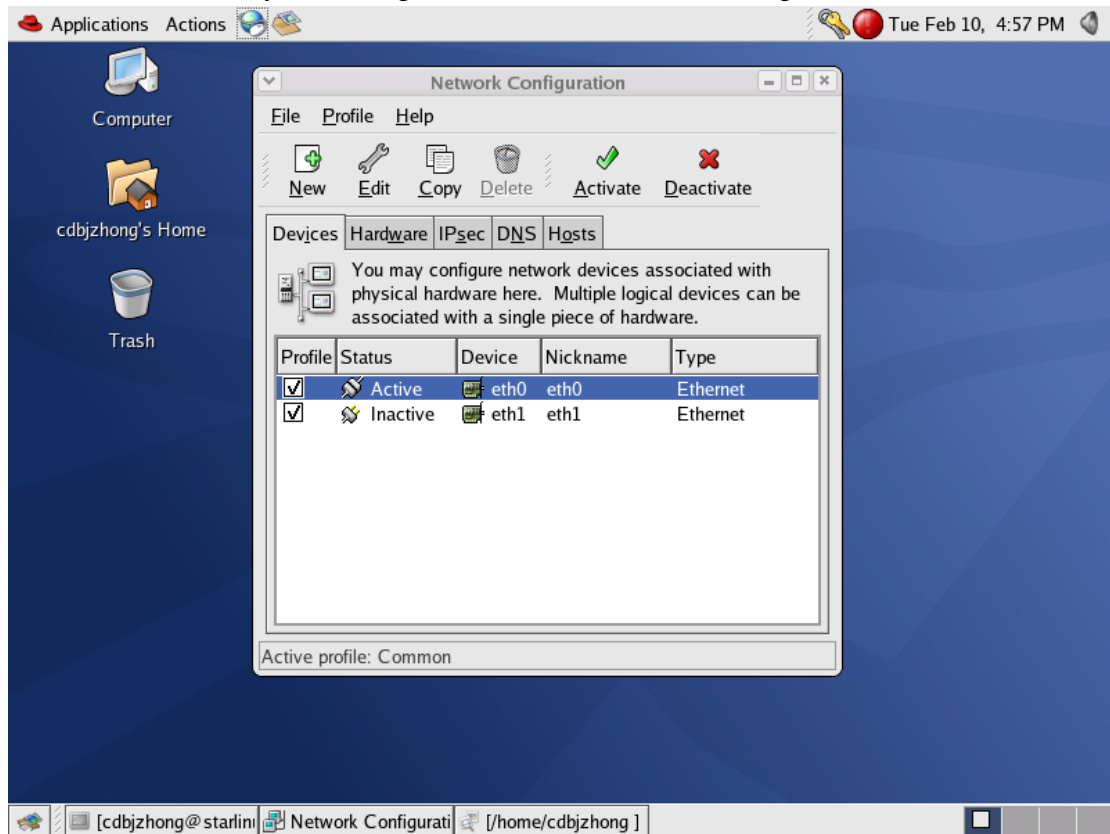 Applications Actions Tue Feb 10, 4:57 PM
Computer
cdbjzhong's Home
Trash
Network Configuration
File Profile Help
New Edit Copy Delete Activate Deactivate
Devices Hardware IPsec DNS Hosts
You may configure network devices associated with
physical hardware here. Multiple logical devices can be
associated with a single piece of hardware.
Profile Status Device Nickname Type
Active eth0 eth0 Ethernet
Inactive eth1 eth1 Ethernet
Active profile: Common
[cdbjzhong@starlin Network Configurati [/home/cdbjzhong ]